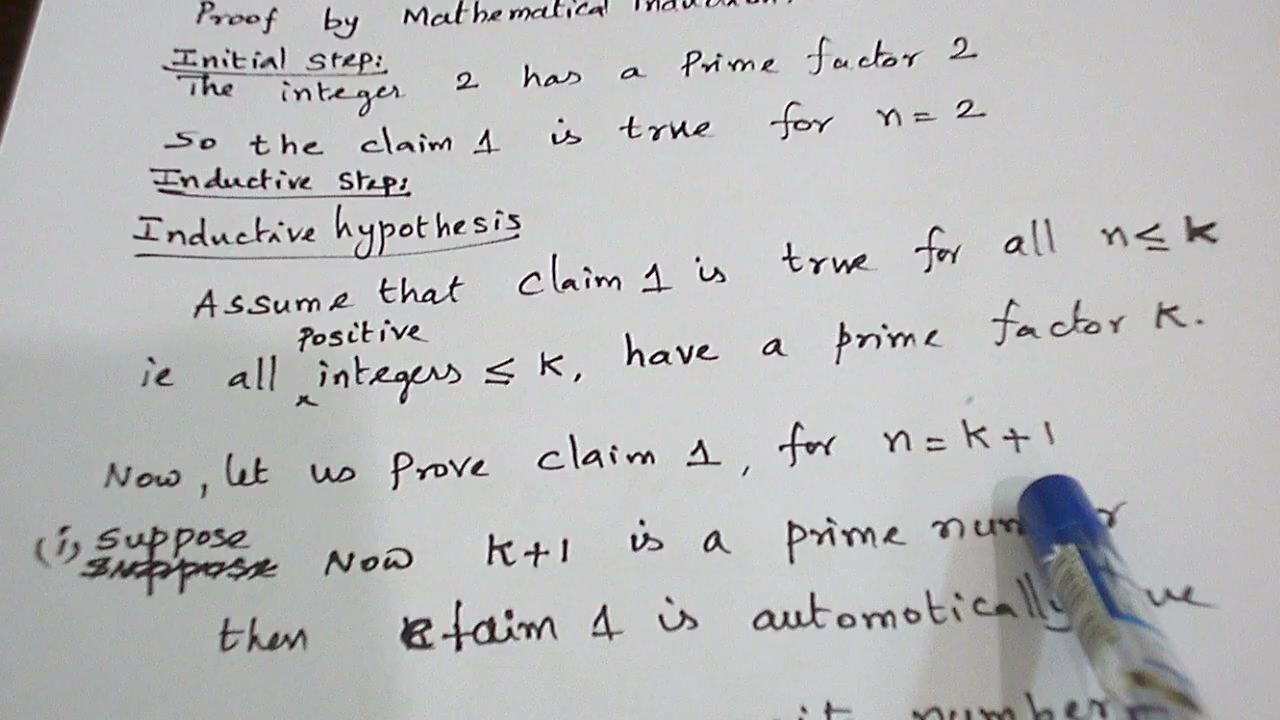 Proof by Mathematical Induction.
Initial step:
The integer 2 has a Prime factor 2
So the claim 1 is true for n = 2
Inductive step:
Inductive hypothesis
Assume that claim 1 is true for all n ≤ k
positive
ie all integers ≤ k, have a prime factor k.
Now, let us prove claim 1, for n = k + 1
(i) Suppose
Suppose Now k+1 is a prime
then claim 1 is automotically
number